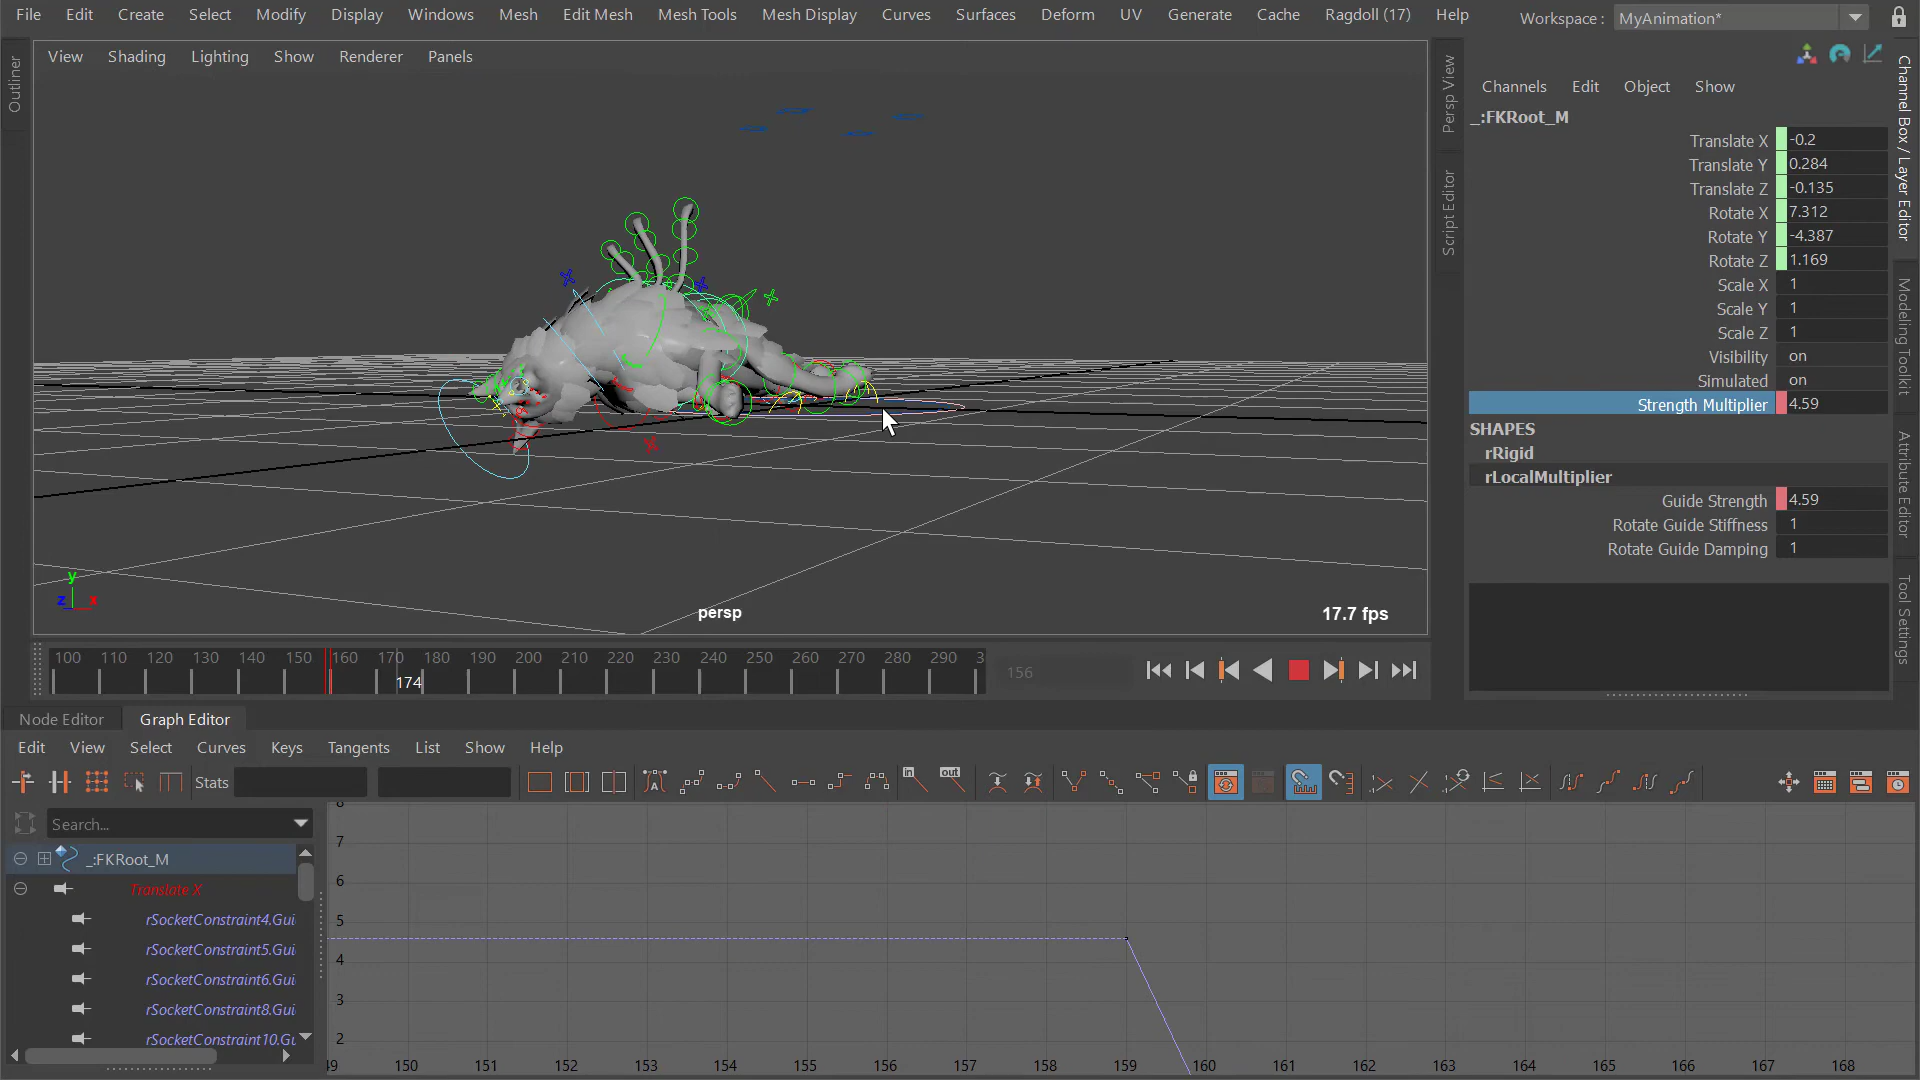 File Edit Create Select Modify Display Windows Mesh Edit Mesh Mesh Tools Mesh Display Curves Surfaces Deform UV Generate Cache Ragdoll (17) Help Workspace : MyAnimation*
View Shading Lighting Show Renderer Panels
Outliner
Persp View
Script Editor
Channels Edit Object Show
_:FKRoot_M
Translate X -0.2
Translate Y 0.284
Translate Z -0.135
Rotate X 7.312
Rotate Y -4.387
Rotate Z 1.169
Scale X 1
Scale Y 1
Scale Z 1
Visibility on
Simulated on
Strength Multiplier 4.59
SHAPES
rRigid
rLocalMultiplier
Guide Strength 4.59
Rotate Guide Stiffness 1
Rotate Guide Damping 1
Channel Box / Layer Editor
Modeling Toolkit
Attribute Editor
Tool Settings
y
z x
persp
17.7 fps
100 110 120 130 140 150 160 170 180 190 200 210 220 230 240 250 260 270 280 290 3
174
156
Node Editor Graph Editor
Edit View Select Curves Keys Tangents List Show Help
Stats
in
out
Search...
_:FKRoot_M
Translate X
rSocketConstraint4.Gui
rSocketConstraint5.Gui
rSocketConstraint6.Gui
rSocketConstraint8.Gui
rSocketConstraint10.Gu
8
7
6
5
4
3
2
49 150 151 152 153 154 155 156 157 158 159 160 161 162 163 164 165 166 167 168